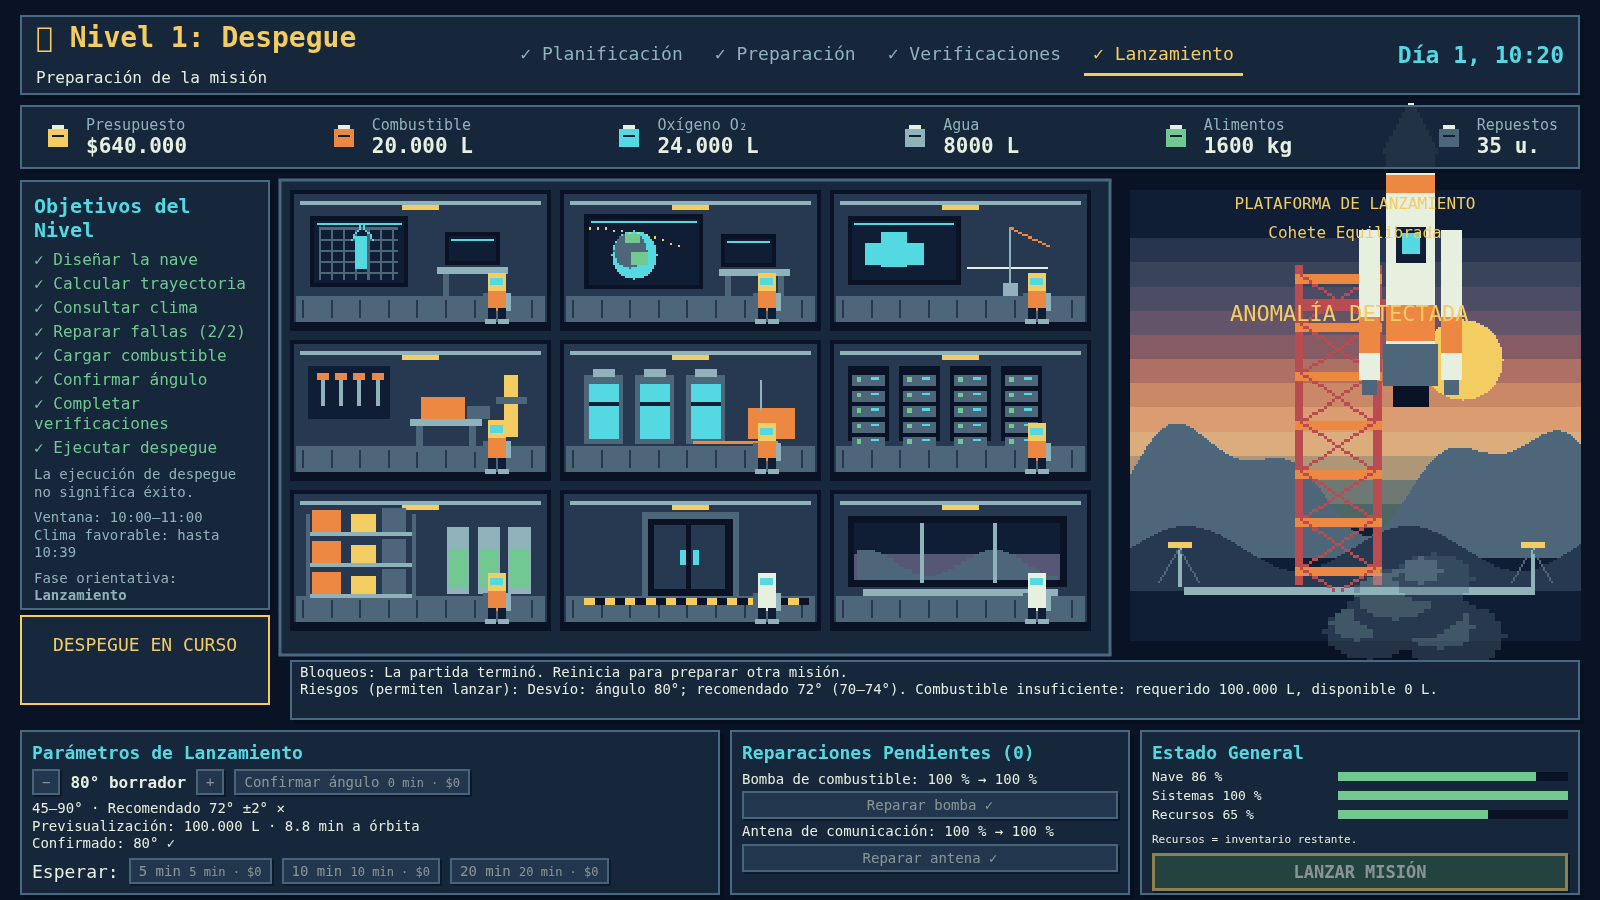 Nivel 1: Despegue
Preparación de la misión
✓ Planificación
✓ Preparación
✓ Verificaciones
✓ Lanzamiento
Día 1, 10:20
Presupuesto
$640.000
Combustible
20.000 L
Oxígeno O₂
24.000 L
Agua
8000 L
Alimentos
1600 kg
Repuestos
35 u.
Objetivos del
Nivel
✓ Diseñar la nave
✓ Calcular trayectoria
✓ Consultar clima
✓ Reparar fallas (2/2)
✓ Cargar combustible
✓ Confirmar ángulo
✓ Completar
verificaciones
✓ Ejecutar despegue
La ejecución de despegue
no significa éxito.
Ventana: 10:00–11:00
Clima favorable: hasta
10:39
Fase orientativa:
Lanzamiento
DESPEGUE EN CURSO
PLATAFORMA DE LANZAMIENTO
Cohete Equilibrada
ANOMALÍA DETECTADA
Bloqueos: La partida terminó. Reinicia para preparar otra misión.
Riesgos (permiten lanzar): Desvío: ángulo 80°; recomendado 72° (70–74°). Combustible insuficiente: requerido 100.000 L, disponible 0 L.
Parámetros de Lanzamiento
− 80° borrador + Confirmar ángulo 0 min · $0
45–90° · Recomendado 72° ±2° ✕
Previsualización: 100.000 L · 8.8 min a órbita
Confirmado: 80° ✓
Esperar: 5 min 5 min · $0 10 min 10 min · $0 20 min 20 min · $0
Reparaciones Pendientes (0)
Bomba de combustible: 100 % → 100 %
Reparar bomba ✓
Antena de comunicación: 100 % → 100 %
Reparar antena ✓
Estado General
Nave 86 %
Sistemas 100 %
Recursos 65 %
Recursos = inventario restante.
LANZAR MISIÓN